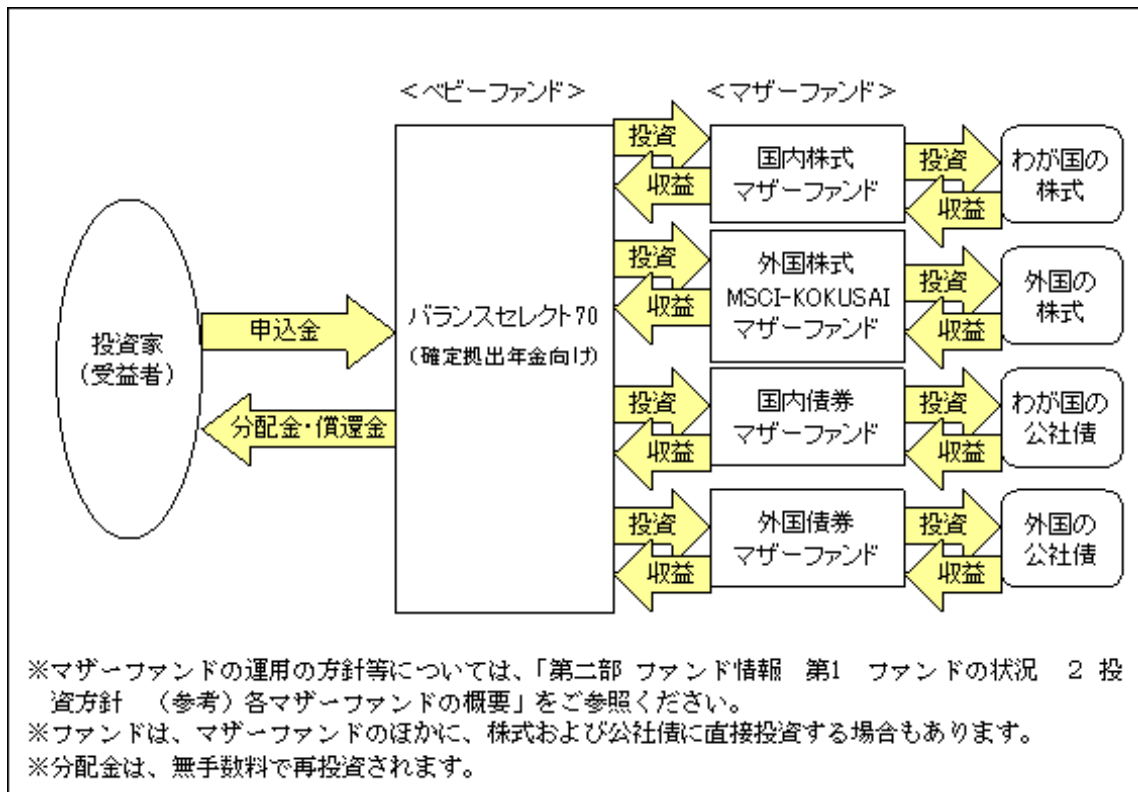 <ベビーファンド>
<マザーファンド>
投資家
(受益者)
申込金
分配金・償還金
バランスセレクト70
(確定拠出年金向け)
投資
収益
国内株式
マザーファンド
投資
収益
わが国の
株式
投資
収益
外国株式
MSCI-KOKUSAI
マザーファンド
投資
収益
外国の
株式
投資
収益
国内債券
マザーファンド
投資
収益
わが国の
公社債
投資
収益
外国債券
マザーファンド
投資
収益
外国の
公社債
※マザーファンドの運用の方針等については、「第二部 ファンド情報 第1 ファンドの状況 2 投
資方針 (参考)各マザーファンドの概要」をご参照ください。
※ファンドは、マザーファンドのほかに、株式および公社債に直接投資する場合もあります。
※分配金は、無手数料で再投資されます。